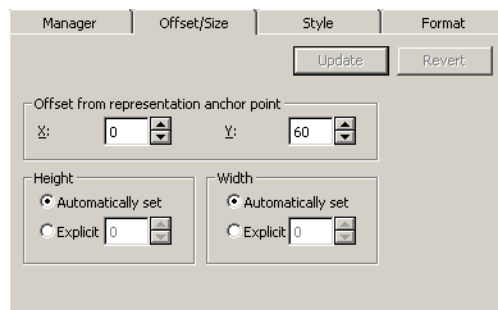 Manager Offset/Size Style Format
Update Revert
Offset from representation anchor point
X: 0 Y: 60
Height Width
Automatically set Automatically set
Explicit 0 Explicit 0